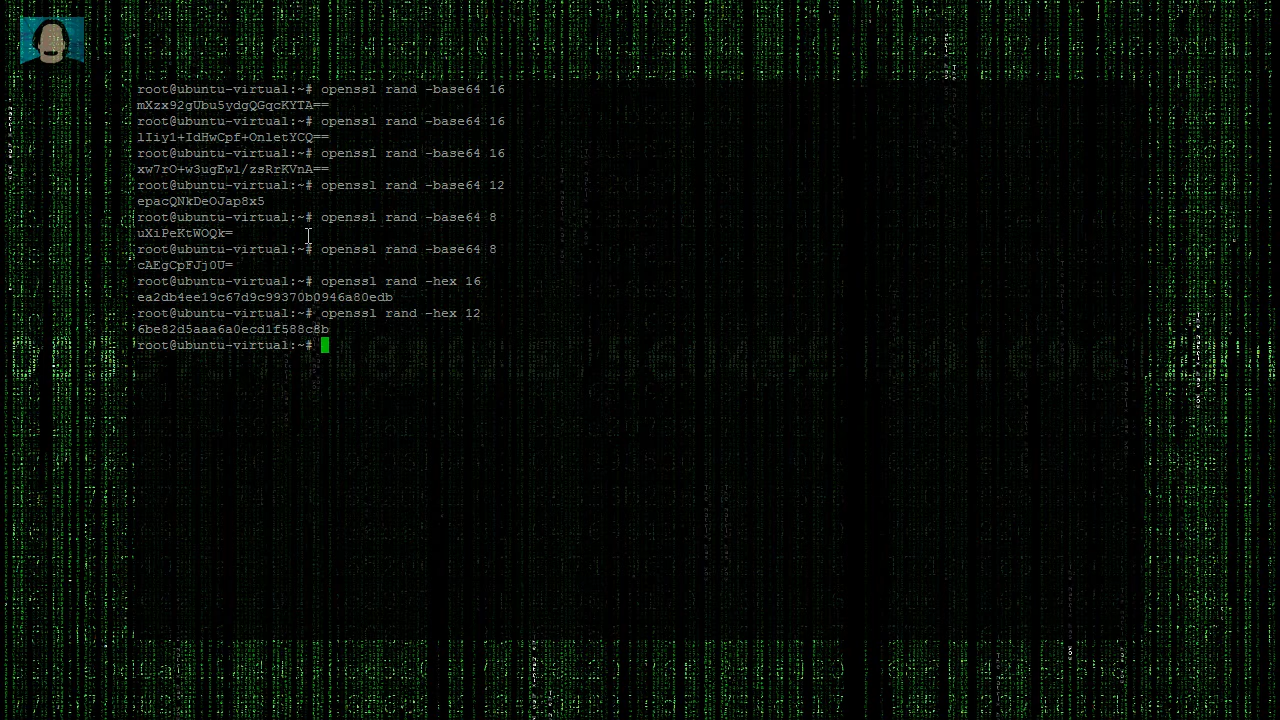 root@ubuntu-virtual:~# openssl rand -base64 16
mXzx92gUbu5ydgQGqcKYTA==
root@ubuntu-virtual:~# openssl rand -base64 16
lIiy1+IdHwCpf+OnletYCQ==
root@ubuntu-virtual:~# openssl rand -base64 16
xw7rO+w3ugEwl/zsRrKVnA==
root@ubuntu-virtual:~# openssl rand -base64 12
epacQNkDeOJap8x5
root@ubuntu-virtual:~# openssl rand -base64 8
uXiPeKtWOQk=
root@ubuntu-virtual:~# openssl rand -base64 8
cAEgCpFJj0U=
root@ubuntu-virtual:~# openssl rand -hex 16
ea2db4ee19c67d9c99370b0946a80edb
root@ubuntu-virtual:~# openssl rand -hex 12
6be82d5aaa6a0ecd1f588c8b
root@ubuntu-virtual:~#